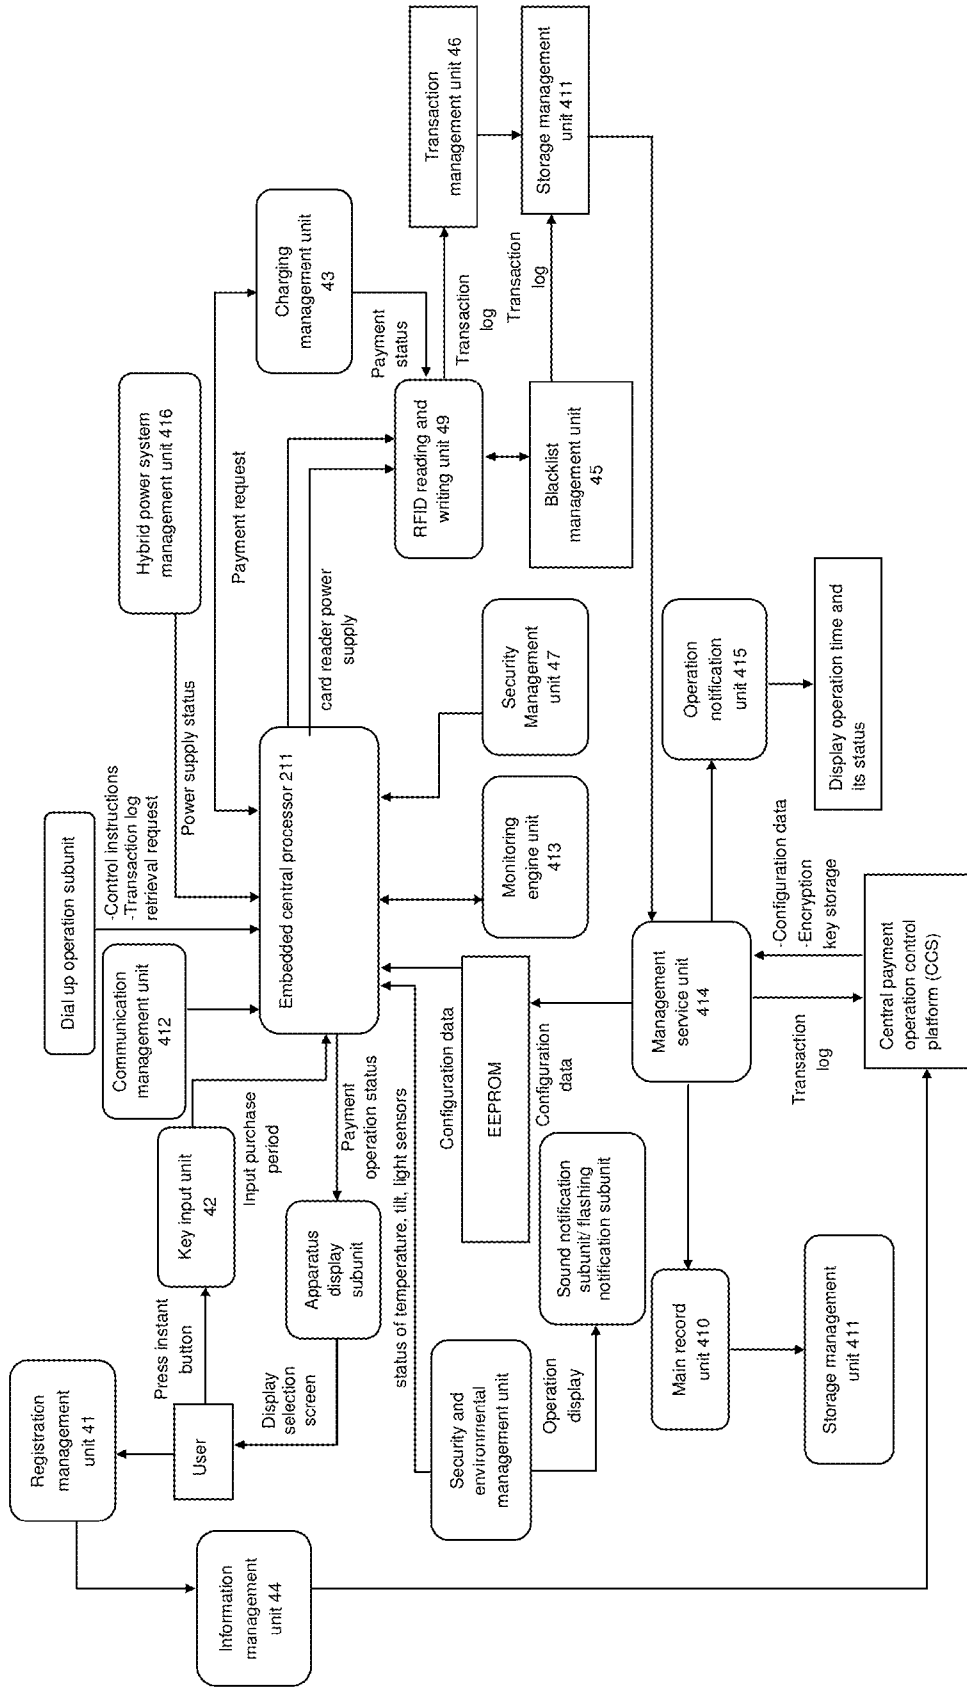 Registration
management
unit 41
Information
management
unit 44
User
Press instant
button
Key input unit
42
Input purchase
period
Display
selection
screen
Apparatus
display
subunit
Payment
operation status
Communication
management unit
412
Dial up operation subunit
-Control instructions
-Transaction log
retrieval request
Power supply status
Hybrid power system
management unit 416
Payment request
Embedded central processor 211
card reader power
supply
Charging
management unit
43
Payment
status
RFID reading and
writing unit 49
Transaction
log
Transaction
management unit 46
Blacklist
management unit
45
Transaction
log
Storage management
unit 411
status of temperature, tilt, light sensors
Configuration data
EEPROM
Configuration
data
Monitoring
engine unit
413
Security
Management
unit 47
Security and
environmental
management unit
Operation
display
Sound notification
subunit/ flashing
notification subunit
Main record
unit 410
Storage management
unit 411
Management
service unit
414
Operation
notification
unit 415
Display operation time and
its status
Transaction
log
-Configuration data
-Encryption
key storage
Central payment
operation control
platform (CCS)